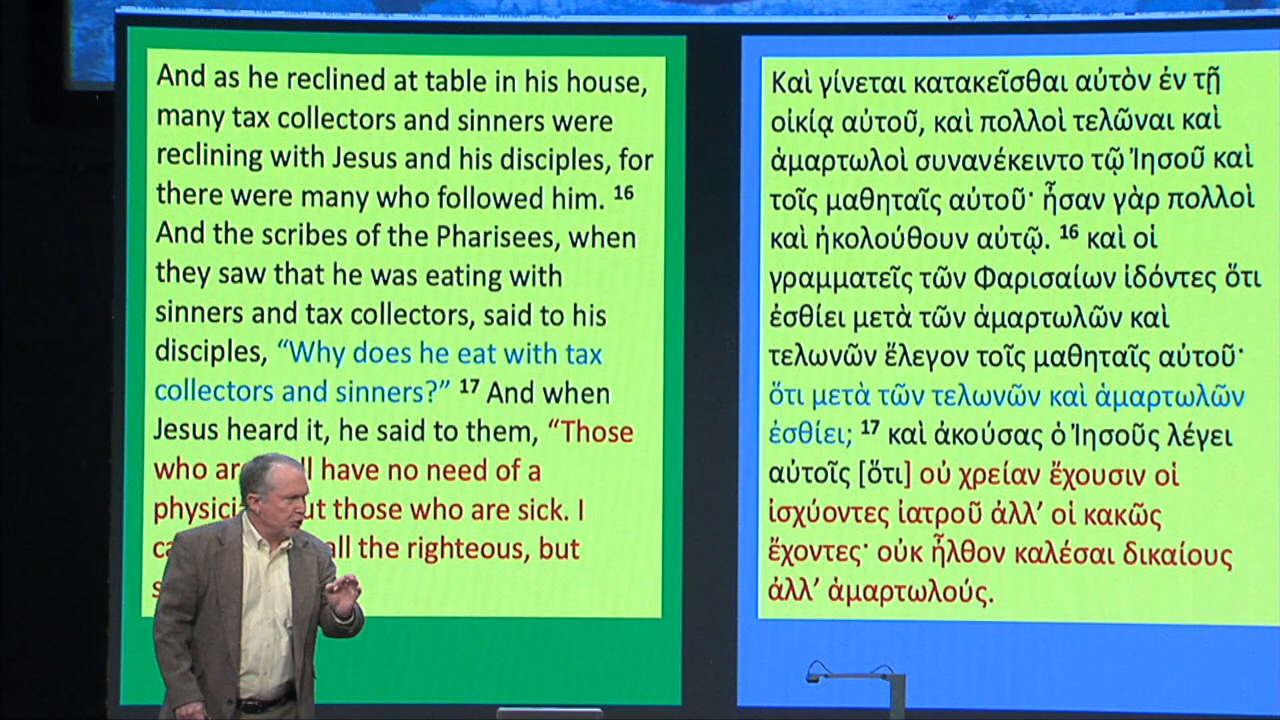 And as he reclined at table in his house,
many tax collectors and sinners were
reclining with Jesus and his disciples, for
there were many who followed him. 16
And the scribes of the Pharisees, when
they saw that he was eating with
sinners and tax collectors, said to his
disciples, “Why does he eat with tax
collectors and sinners?” 17 And when
Jesus heard it, he said to them, “Those
who have no need of a
those who are sick. I
the righteous, but
Καὶ γίνεται κατακεῖσθαι αὐτὸν ἐν τῇ
οἰκίᾳ αὐτοῦ, καὶ πολλοὶ τελῶναι καὶ
ἁμαρτωλοὶ συνανέκειντο τῷ Ἰησοῦ καὶ
τοῖς μαθηταῖς αὐτοῦ· ἦσαν γὰρ πολλοὶ
καὶ ἠκολούθουν αὐτῷ. 16 καὶ οἱ
γραμματεῖς τῶν Φαρισαίων ἰδόντες ὅτι
ἐσθίει μετὰ τῶν ἁμαρτωλῶν καὶ
τελωνῶν ἔλεγον τοῖς μαθηταῖς αὐτοῦ·
ὅτι μετὰ τῶν τελωνῶν καὶ ἁμαρτωλῶν
ἐσθίει; 17 καὶ ἀκούσας ὁ Ἰησοῦς λέγει
αὐτοῖς [ὅτι] οὐ χρείαν ἔχουσιν οἱ
ἰσχύοντες ἰατροῦ ἀλλ’ οἱ κακῶς
ἔχοντες· οὐκ ἦλθον καλέσαι δικαίους
ἀλλ’ ἁμαρτωλούς.